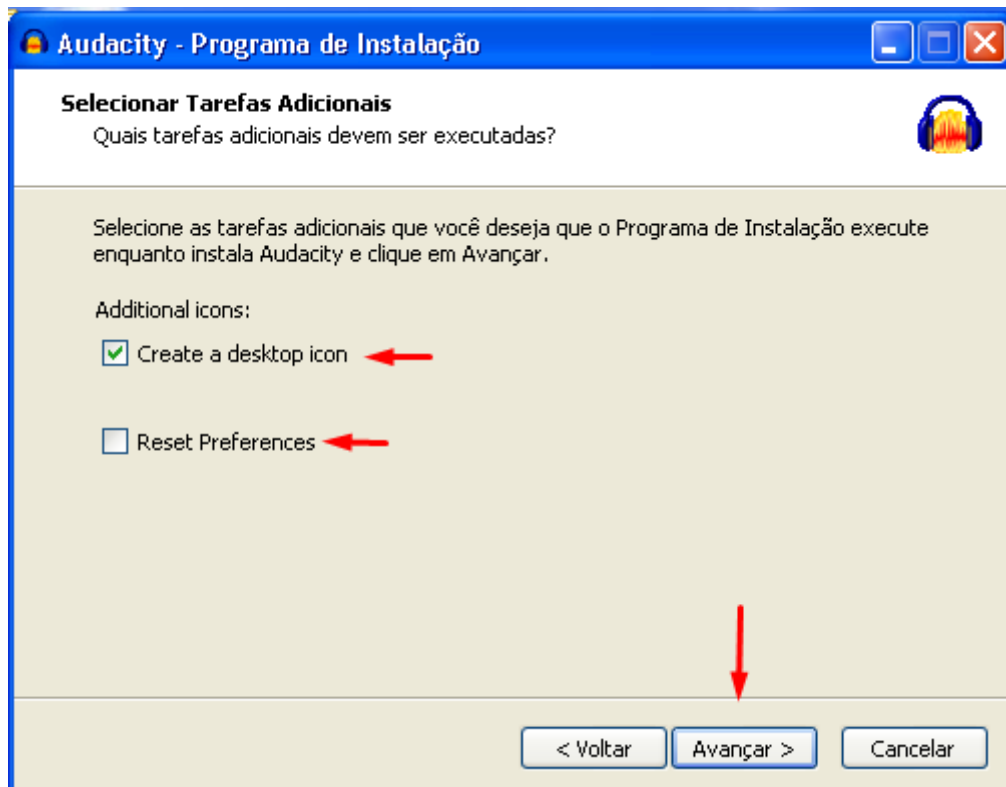 Audacity - Programa de Instalação
Selecionar Tarefas Adicionais
Quais tarefas adicionais devem ser executadas?
Selecione as tarefas adicionais que você deseja que o Programa de Instalação execute
enquanto instala Audacity e clique em Avançar.
Additional icons:
Create a desktop icon
Reset Preferences
< Voltar
Avançar >
Cancelar